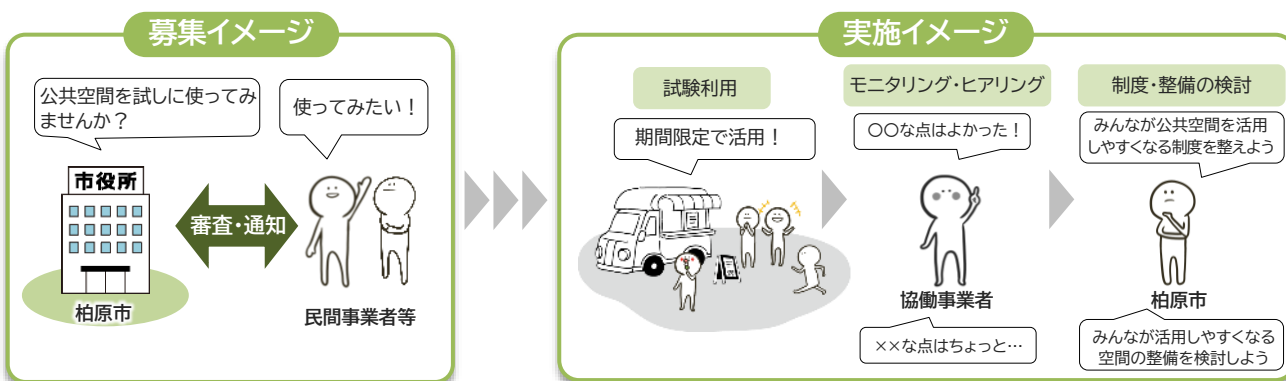 募集イメージ
公共空間を試しに使ってみ
ませんか？
使ってみたい！
市役所
審査・通知
柏原市
民間事業者等
実施イメージ
試験利用
期間限定で活用！
モニタリング・ヒアリング
〇〇な点はよかった！
協働事業者
××な点はちょっと…
制度・整備の検討
みんなが公共空間を活用
しやすくなる制度を整えよう
柏原市
みんなが活用しやすくなる
空間の整備を検討しよう